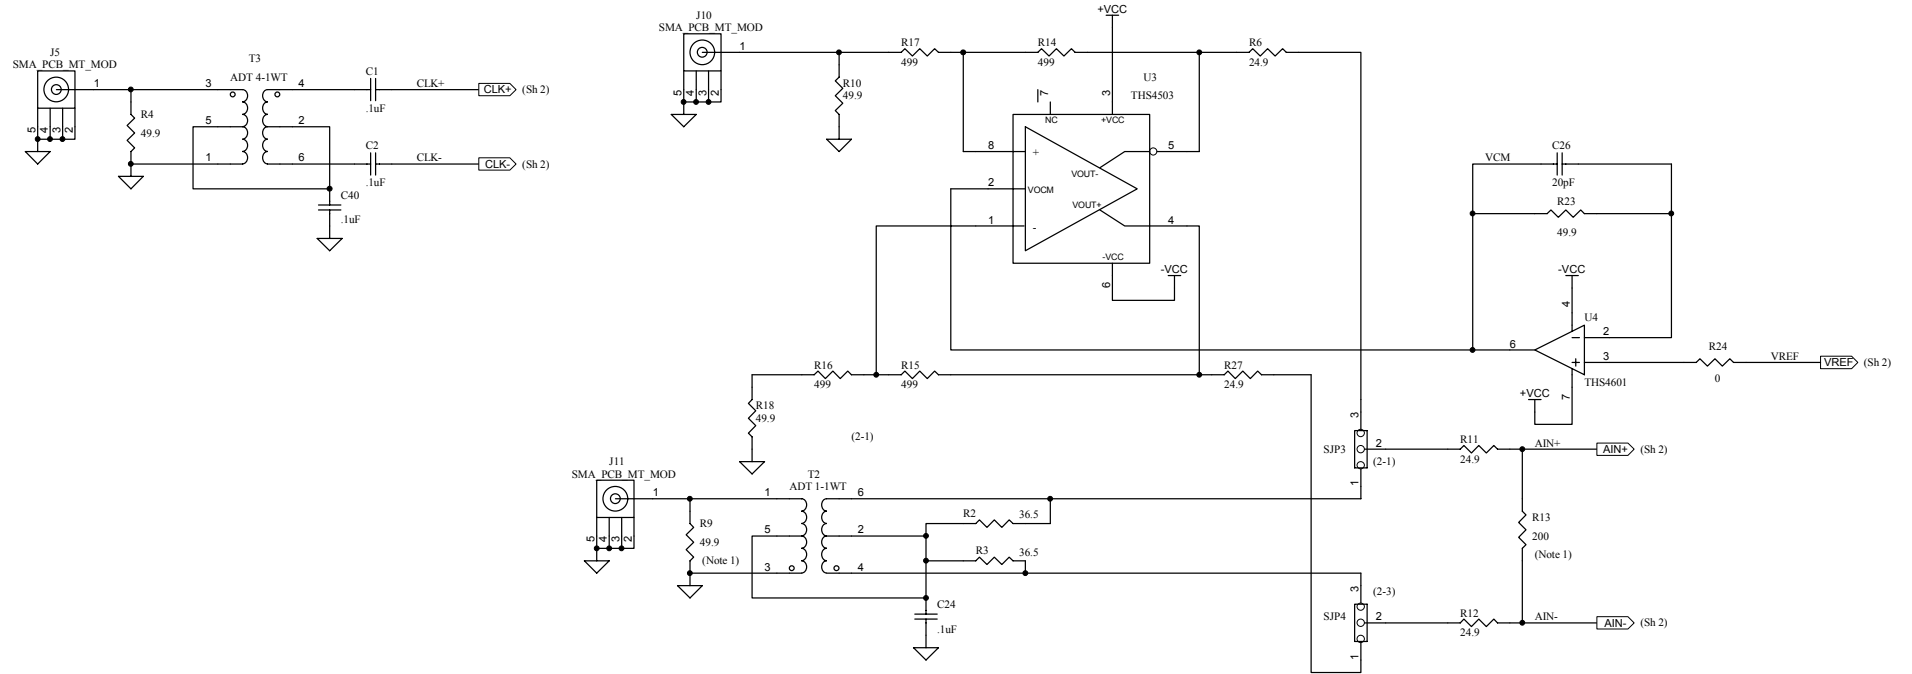 J5
SMA_PCB_MT_MOD
1
5
4
3
2
R4
49.9
T3
ADT 4-1WT
3
5
1
4
2
6
C1
.1uF
CLK+
CLK+ (Sh 2)
C2
.1uF
CLK-
CLK- (Sh 2)
C40
.1uF
J10
SMA_PCB_MT_MOD
1
5
4
3
2
R10
49.9
R17
499
R14
499
+VCC
R6
24.9
U3
THS4503
7
NC
3
+VCC
8
+
2
VOCM
1
-
VOUT-
5
VOUT+
4
-VCC
6
-VCC
VCM
C26
20pF
R23
49.9
-VCC
4
U4
6
2
3
THS4601
+VCC
7
R24
0
VREF
VREF (Sh 2)
R16
499
R15
499
R27
24.9
R18
49.9
(2-1)
J11
SMA_PCB_MT_MOD
1
5
4
3
2
R9
49.9
(Note 1)
T2
ADT 1-1WT
1
5
3
6
2
4
R2
36.5
R3
36.5
C24
.1uF
3
SJP3
2
(2-1)
1
R11
24.9
AIN+
AIN+ (Sh 2)
R13
200
(Note 1)
3
(2-3)
SJP4
2
1
R12
24.9
AIN-
AIN- (Sh 2)